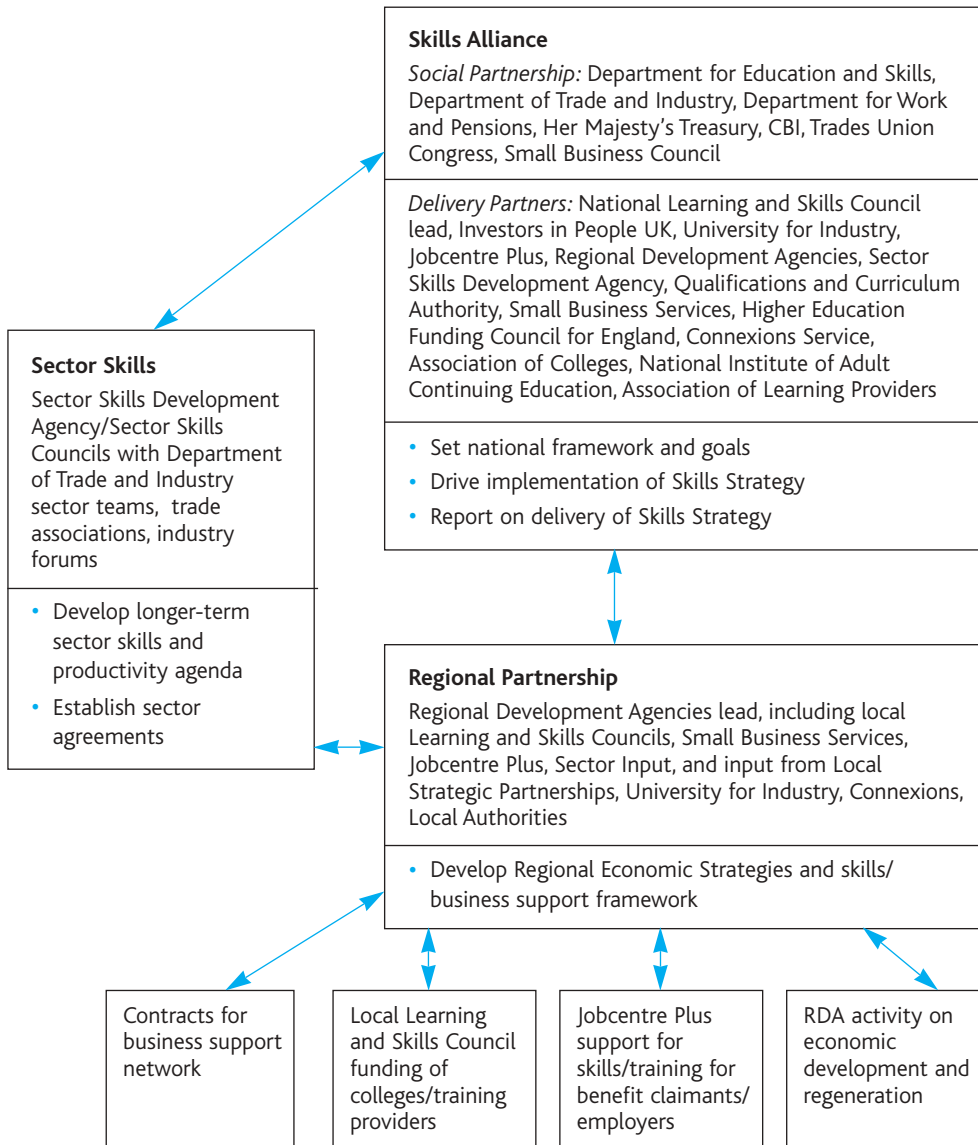 Skills Alliance
Social Partnership: Department for Education and Skills,
Department of Trade and Industry, Department for Work
and Pensions, Her Majesty's Treasury, CBI, Trades Union
Congress, Small Business Council
Delivery Partners: National Learning and Skills Council
lead, Investors in People UK, University for Industry,
Jobcentre Plus, Regional Development Agencies, Sector
Skills Development Agency, Qualifications and Curriculum
Authority, Small Business Services, Higher Education
Funding Council for England, Connexions Service,
Association of Colleges, National Institute of Adult
Continuing Education, Association of Learning Providers
• Set national framework and goals
• Drive implementation of Skills Strategy
• Report on delivery of Skills Strategy
Sector Skills
Sector Skills Development
Agency/Sector Skills
Councils with Department
of Trade and Industry
sector teams, trade
associations, industry
forums
• Develop longer-term
sector skills and
productivity agenda
• Establish sector
agreements
Regional Partnership
Regional Development Agencies lead, including local
Learning and Skills Councils, Small Business Services,
Jobcentre Plus, Sector Input, and input from Local
Strategic Partnerships, University for Industry, Connexions,
Local Authorities
• Develop Regional Economic Strategies and skills/
business support framework
Contracts for
business support
network
Local Learning
and Skills Council
funding of
colleges/training
providers
Jobcentre Plus
support for
skills/training for
benefit claimants/
employers
RDA activity on
economic
development and
regeneration